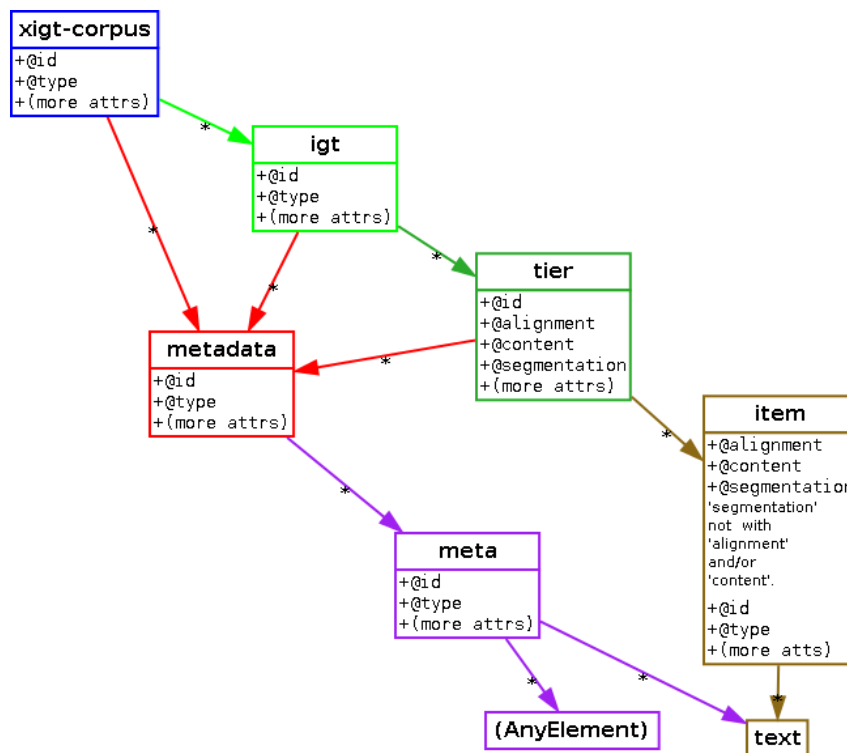 xigt-corpus
+@id
+@type
+(more attrs)
*
igt
+@id
+@type
+(more attrs)
*
*
*
tier
+@id
+@alignment
+@content
+@segmentation
+(more attrs)
*
metadata
+@id
+@type
+(more attrs)
*
item
+@alignment
+@content
+@segmentation
'segmentation'
not with
'alignment'
and/or
'content'.
+@id
+@type
+(more atts)
*
meta
+@id
+@type
+(more attrs)
*
*
*
(AnyElement)
text